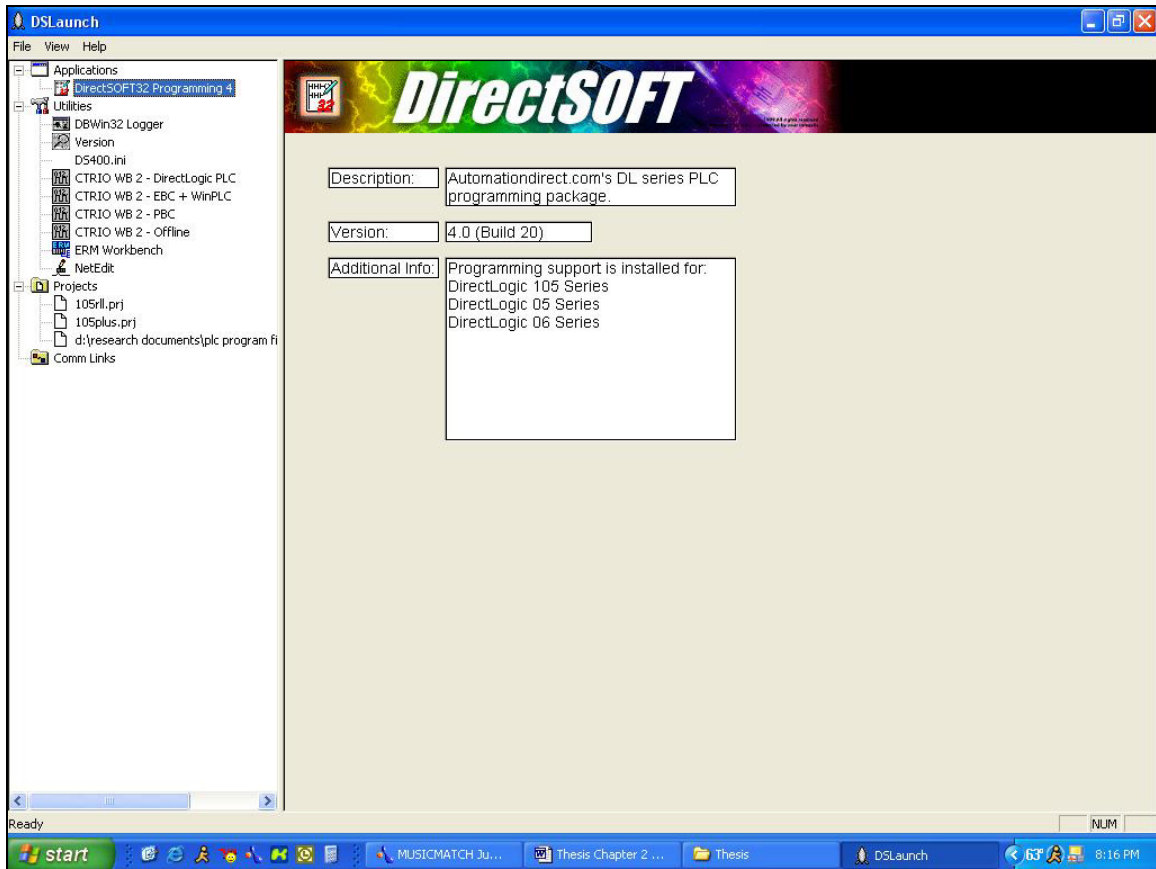 DSLaunch
File View Help
Applications
DirectSOFT32 Programming 4
Utilities
DBWin32 Logger
Version
DS400.ini
CTRIO WB 2 - DirectLogic PLC
CTRIO WB 2 - EBC + WinPLC
CTRIO WB 2 - PBC
CTRIO WB 2 - Offline
ERM Workbench
NetEdit
Projects
105rll.prj
105plus.prj
d:\research documents\plc program fi
Comm Links
32
DirectSOFT
Description:
Automationdirect.com's DL series PLC
programming package.
Version:
4.0 (Build 20)
Additional Info:
Programming support is installed for:
DirectLogic 105 Series
DirectLogic 05 Series
DirectLogic 06 Series
Ready
NUM
start
MUSICMATCH Ju...
Thesis Chapter 2 ...
Thesis
DSLaunch
63°
8:16 PM